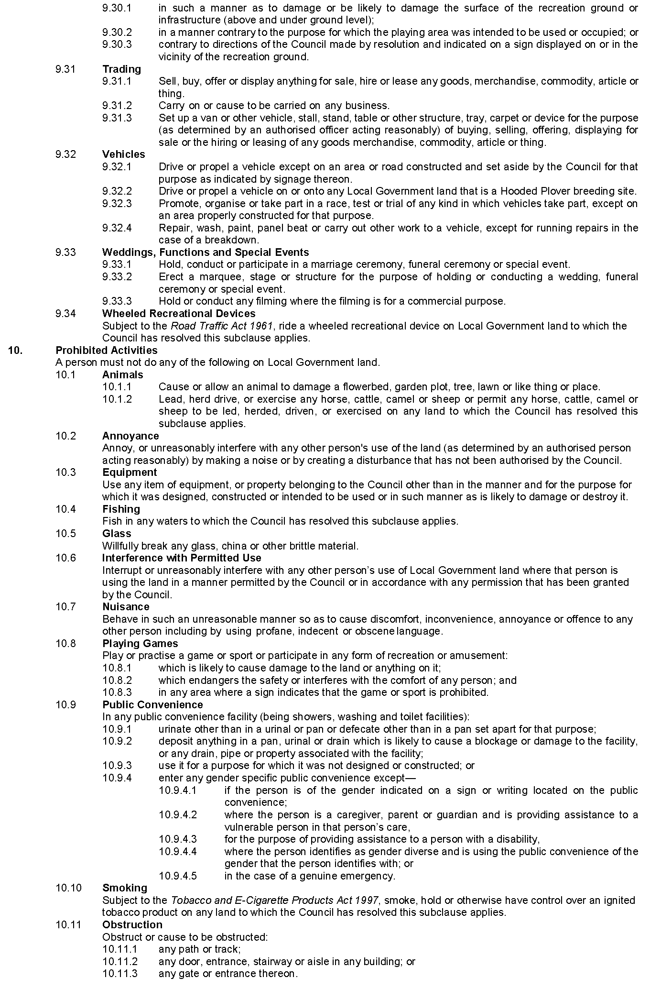 9.30.1 in such a manner as to damage or be likely to damage the surface of the recreation ground or
infrastructure (above and under ground level);
9.30.2 in a manner contrary to the purpose for which the playing area was intended to be used or occupied; or
9.30.3 contrary to directions of the Council made by resolution and indicated on a sign displayed on or in the
vicinity of the recreation ground.
9.31 Trading
9.31.1 Sell, buy, offer or display anything for sale, hire or lease any goods, merchandise, commodity, article or
thing.
9.31.2 Carry on or cause to be carried on any business.
9.31.3 Set up a van or other vehicle, stall, stand, table or other structure, tray, carpet or device for the purpose
(as determined by an authorised officer acting reasonably) of buying, selling, offering, displaying for
sale or the hiring or leasing of any goods merchandise, commodity, article or thing.
9.32 Vehicles
9.32.1 Drive or propel a vehicle except on an area or road constructed and set aside by the Council for that
purpose as indicated by signage thereon.
9.32.2 Drive or propel a vehicle on or onto any Local Government land that is a Hooded Plover breeding site.
9.32.3 Promote, organise or take part in a race, test or trial of any kind in which vehicles take part, except on
an area properly constructed for that purpose.
9.32.4 Repair, wash, paint, panel beat or carry out other work to a vehicle, except for running repairs in the
case of a breakdown.
9.33 Weddings, Functions and Special Events
9.33.1 Hold, conduct or participate in a marriage ceremony, funeral ceremony or special event.
9.33.2 Erect a marquee, stage or structure for the purpose of holding or conducting a wedding, funeral
ceremony or special event.
9.33.3 Hold or conduct any filming where the filming is for a commercial purpose.
9.34 Wheeled Recreational Devices
Subject to the Road Traffic Act 1961, ride a wheeled recreational device on Local Government land to which the
Council has resolved this subclause applies.
10. Prohibited Activities
A person must not do any of the following on Local Government land.
10.1 Animals
10.1.1 Cause or allow an animal to damage a flowerbed, garden plot, tree, lawn or like thing or place.
10.1.2 Lead, herd drive, or exercise any horse, cattle, camel or sheep or permit any horse, cattle, camel or
sheep to be led, herded, driven, or exercised on any land to which the Council has resolved this
subclause applies.
10.2 Annoyance
Annoy, or unreasonably interfere with any other person's use of the land (as determined by an authorised person
acting reasonably) by making a noise or by creating a disturbance that has not been authorised by the Council.
10.3 Equipment
Use any item of equipment, or property belonging to the Council other than in the manner and for the purpose for
which it was designed, constructed or intended to be used or in such manner as is likely to damage or destroy it.
10.4 Fishing
Fish in any waters to which the Council has resolved this subclause applies.
10.5 Glass
Willfully break any glass, china or other brittle material.
10.6 Interference with Permitted Use
Interrupt or unreasonably interfere with any other person’s use of Local Government land where that person is
using the land in a manner permitted by the Council or in accordance with any permission that has been granted
by the Council.
10.7 Nuisance
Behave in such an unreasonable manner so as to cause discomfort, inconvenience, annoyance or offence to any
other person including by using profane, indecent or obscene language.
10.8 Playing Games
Play or practise a game or sport or participate in any form of recreation or amusement:
10.8.1 which is likely to cause damage to the land or anything on it;
10.8.2 which endangers the safety or interferes with the comfort of any person; and
10.8.3 in any area where a sign indicates that the game or sport is prohibited.
10.9 Public Convenience
In any public convenience facility (being showers, washing and toilet facilities):
10.9.1 urinate other than in a urinal or pan or defecate other than in a pan set apart for that purpose;
10.9.2 deposit anything in a pan, urinal or drain which is likely to cause a blockage or damage to the facility,
or any drain, pipe or property associated with the facility;
10.9.3 use it for a purpose for which it was not designed or constructed; or
10.9.4 enter any gender specific public convenience except—
10.9.4.1 if the person is of the gender indicated on a sign or writing located on the public
convenience;
10.9.4.2 where the person is a caregiver, parent or guardian and is providing assistance to a
vulnerable person in that person’s care,
10.9.4.3 for the purpose of providing assistance to a person with a disability,
10.9.4.4 where the person identifies as gender diverse and is using the public convenience of the
gender that the person identifies with; or
10.9.4.5 in the case of a genuine emergency.
10.10 Smoking
Subject to the Tobacco and E-Cigarette Products Act 1997, smoke, hold or otherwise have control over an ignited
tobacco product on any land to which the Council has resolved this subclause applies.
10.11 Obstruction
Obstruct or cause to be obstructed:
10.11.1 any path or track;
10.11.2 any door, entrance, stairway or aisle in any building; or
10.11.3 any gate or entrance thereon.